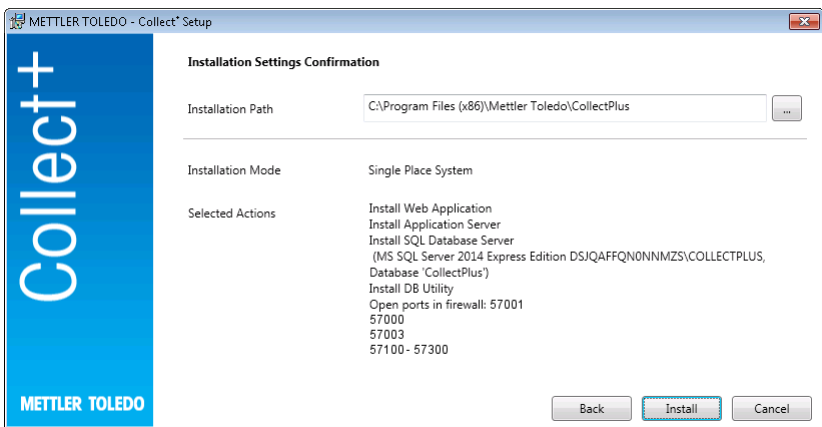 METTLER TOLEDO - Collect+ Setup
Collect+
Installation Settings Confirmation
Installation Path
C:\Program Files (x86)\Mettler Toledo\CollectPlus
...
Installation Mode
Single Place System
Selected Actions
Install Web Application
Install Application Server
Install SQL Database Server
(MS SQL Server 2014 Express Edition DSJQAFFQN0NNMZS\COLLECTPLUS,
Database 'CollectPlus')
Install DB Utility
Open ports in firewall: 57001
57000
57003
57100 - 57300
METTLER TOLEDO
Back
Install
Cancel